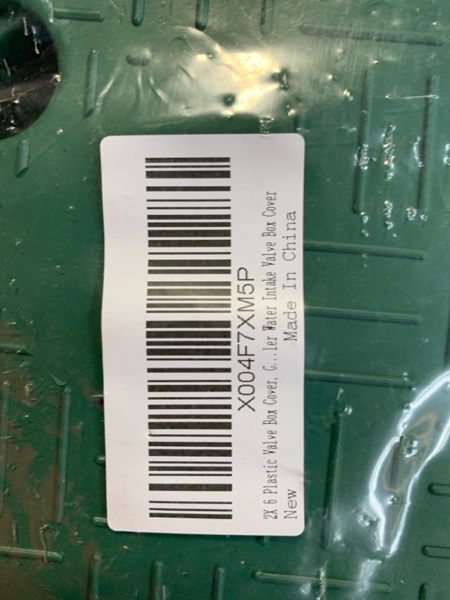 X004F7XM5P
2X 6 Plastic Valve Box Cover, G...ler Water Intake Valve Box Cover
New
Made In China